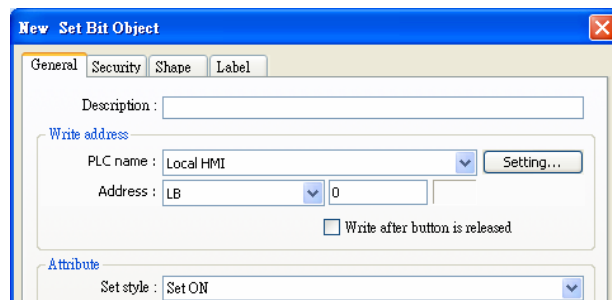 New Set Bit Object
General Security Shape Label
Description :
Write address
PLC name : Local HMI Setting...
Address : LB 0
Write after button is released
Attribute
Set style : Set ON